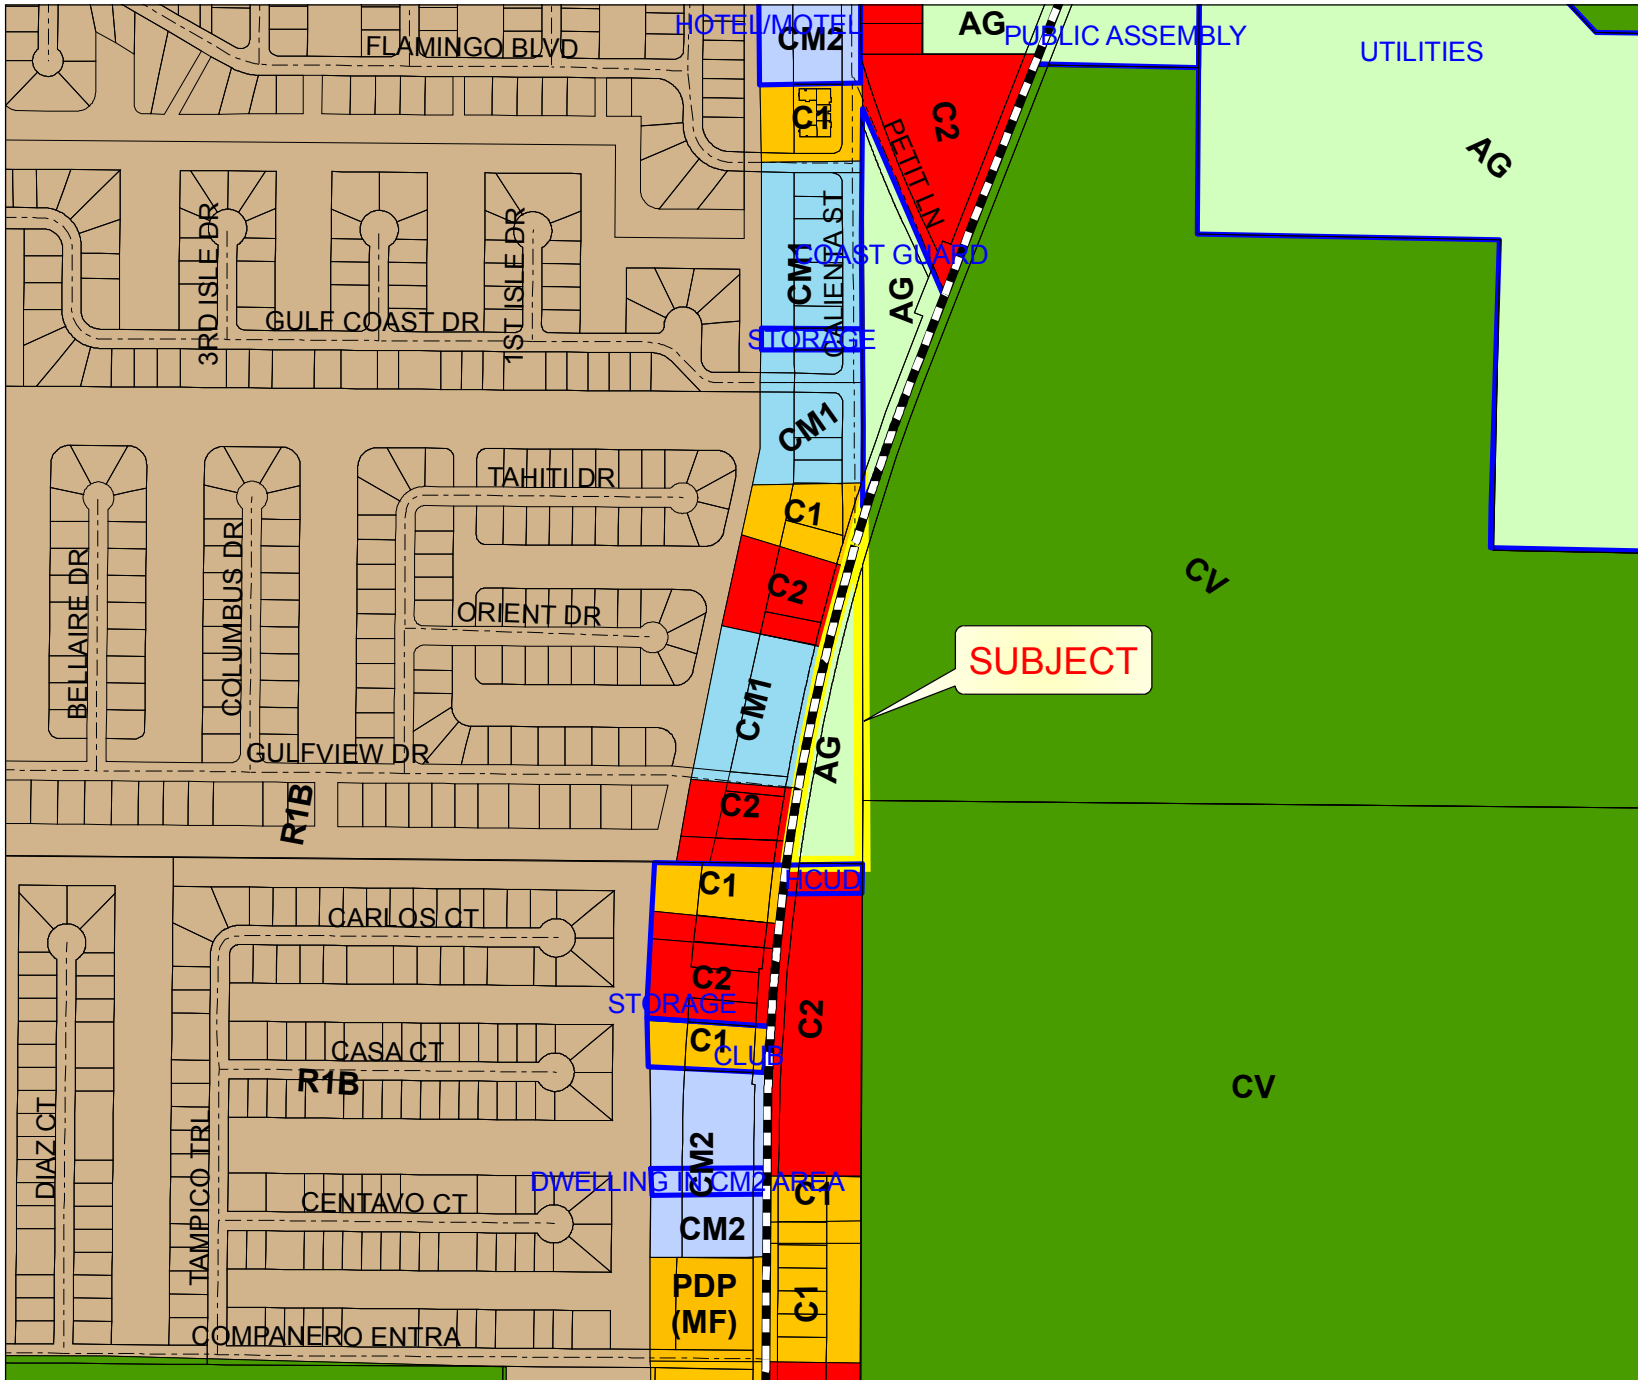 HOTEL/MOTEL
AG
PUBLIC ASSEMBLY
UTILITIES
FLAMINGO BLVD
CM2
C1
C2
PETIT LN
AG
3RD ISLE DR
1ST ISLE DR
CM1
CALIENTA ST
COAST GUARD
AG
GULF COAST DR
STORAGE
CM1
TAHITI DR
C1
BELLAIRE DR
COLUMBUS DR
ORIENT DR
C2
CV
SUBJECT
CM1
AG
GULFVIEW DR
R1B
C2
C1
HCUD
CARLOS CT
C2
STORAGE
C2
CASA CT
C1
CLUB
R1B
CV
DIAZ CT
TAMPICO TRL
CM2
DWELLING IN CM2 AREA
C1
CENTAVO CT
CM2
PDP
(MF)
C1
COMPANERO ENTRA